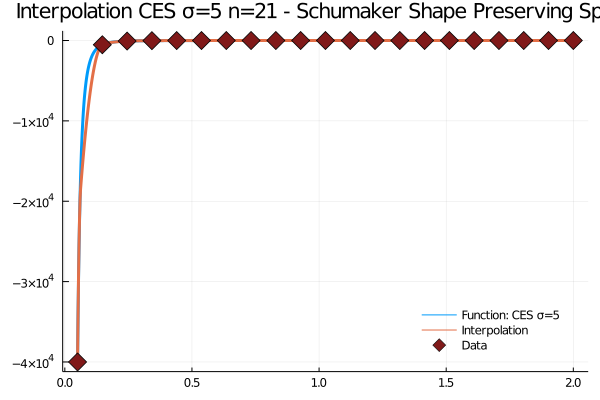 Interpolation CES σ=5 n=21 - Schumaker Shape Preserving Sp
0
−1×10⁴
−2×10⁴
−3×10⁴
−4×10⁴
Function: CES σ=5
Interpolation
Data
0.0 0.5 1.0 1.5 2.0